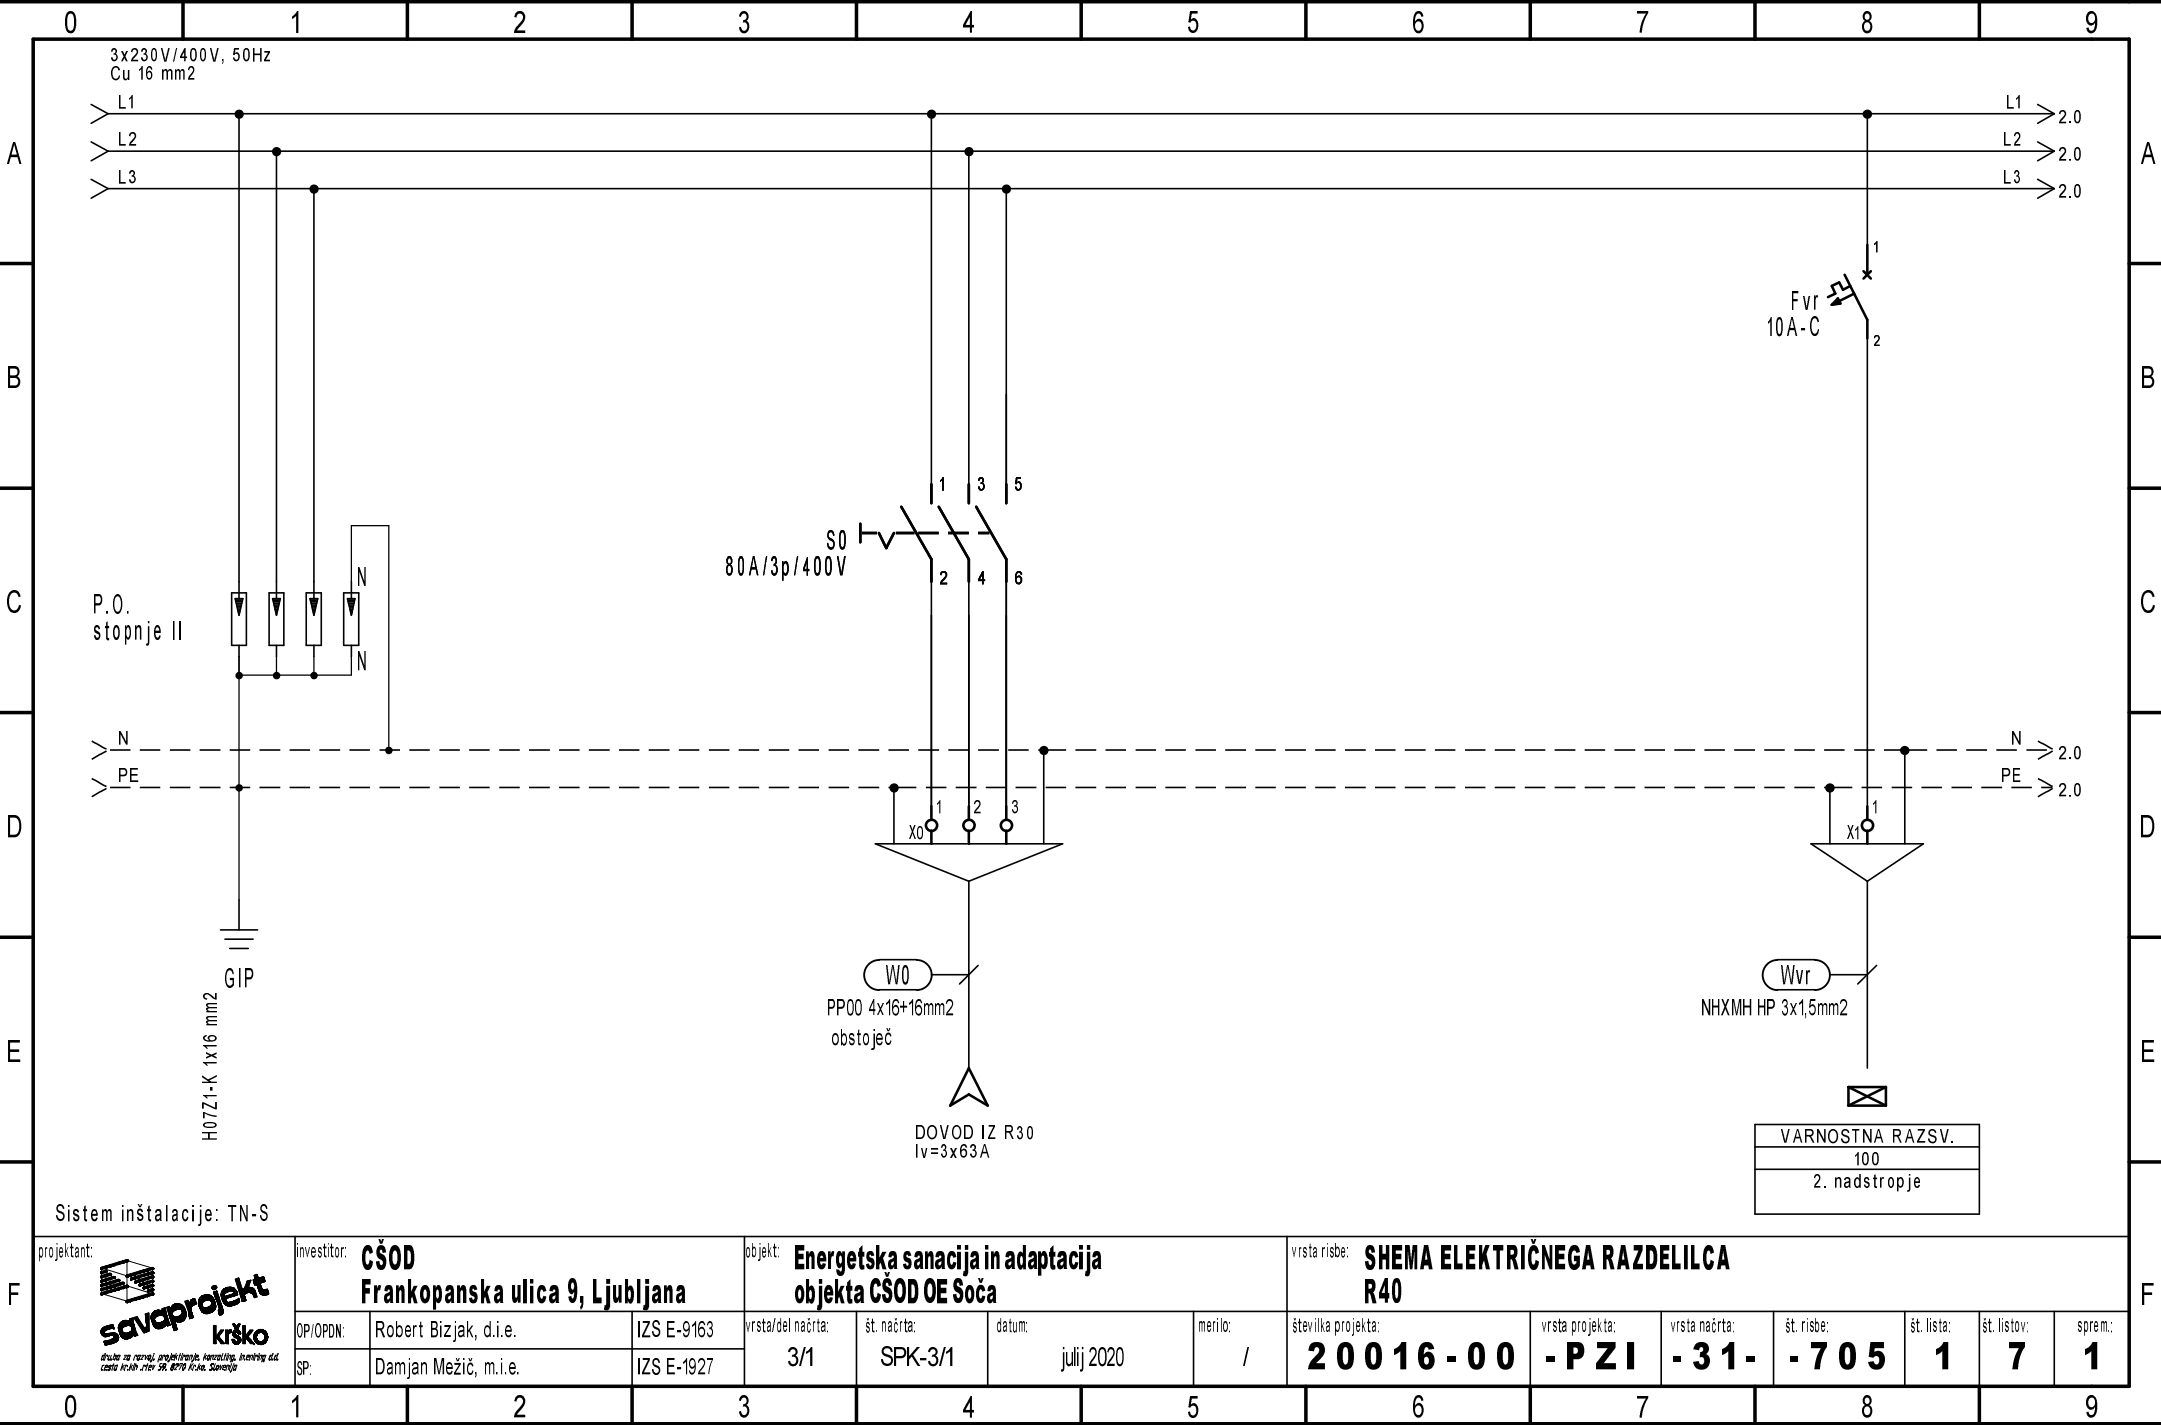 0 1 2 3 4 5 6 7 8 9
3x230V/400V, 50Hz
Cu 16 mm2
L1 L1 2.0
L2 L2 2.0
A A
L3 L3 2.0
1
Fvr
10A-C
2
B B
1 3 5
S0
80A/3p/400V
2 4 6
N
C C
P.O.
stopnje II
N
N N 2.0
PE PE 2.0
1 2 3 1
X0 X1
D D
GIP
H07Z1-K 1x16 mm2
W0 Wvr
PP00 4x16+16mm2
obstoječ
NHXMH HP 3x1,5mm2
E E
DOVOD IZ R30
Iv=3x63A
VARNOSTNA RAZSV.
100
2. nadstropje
Sistem inštalacije: TN-S
projektant:
savaprojekt
krško
investitor: CŠOD
Frankopanska ulica 9, Ljubljana
OP/OPDN: Robert Bizjak, d.i.e. IZS E-9163
SP: Damjan Mežič, m.i.e. IZS E-1927
objekt: Energetska sanacija in adaptacija
objekta CŠOD OE Soča
vrsta/del načrta: 3/1
št. načrta: SPK-3/1
datum: julij 2020
merilo: /
vrsta risbe: SHEMA ELEKTRIČNEGA RAZDELILCA
R40
številka projekta: 20016-00
vrsta projekta: -PZI
vrsta načrta: -31-
št. risbe: -705
št. lista: 1
št. listov: 7
sprem.: 1
F F
0 1 2 3 4 5 6 7 8 9